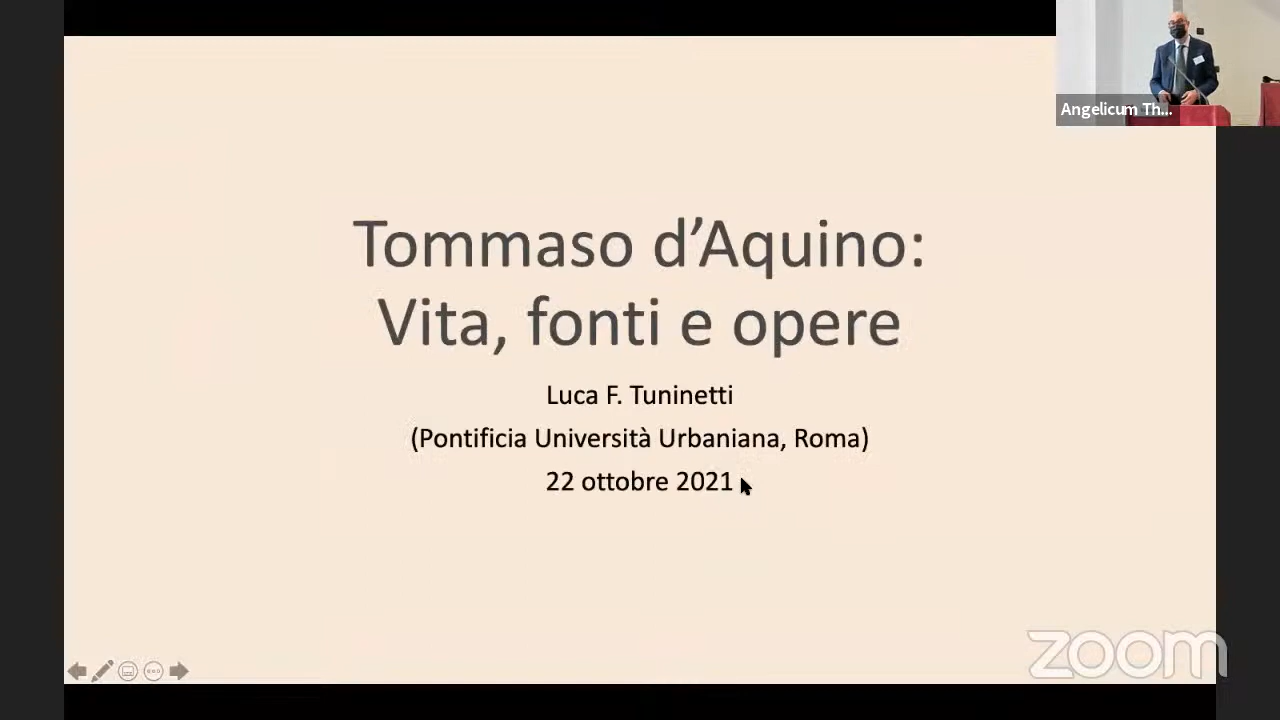 Angelicum Th...
Tommaso d’Aquino:
Vita, fonti e opere
Luca F. Tuninetti
(Pontificia Università Urbaniana, Roma)
22 ottobre 2021
zoom